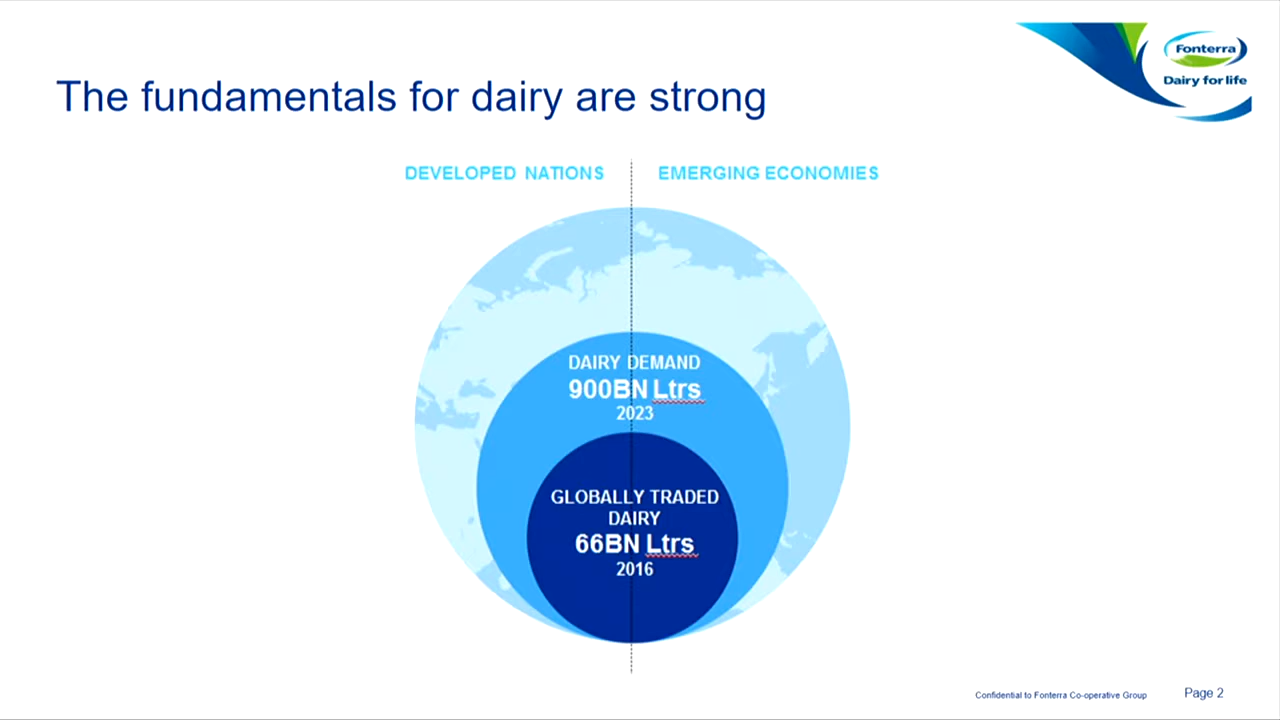 Fonterra
Dairy for life
The fundamentals for dairy are strong
DEVELOPED NATIONS
EMERGING ECONOMIES
DAIRY DEMAND
900BN Ltrs
2023
GLOBALLY TRADED
DAIRY
66BN Ltrs
2016
Confidential to Fonterra Co-operative Group
Page 2